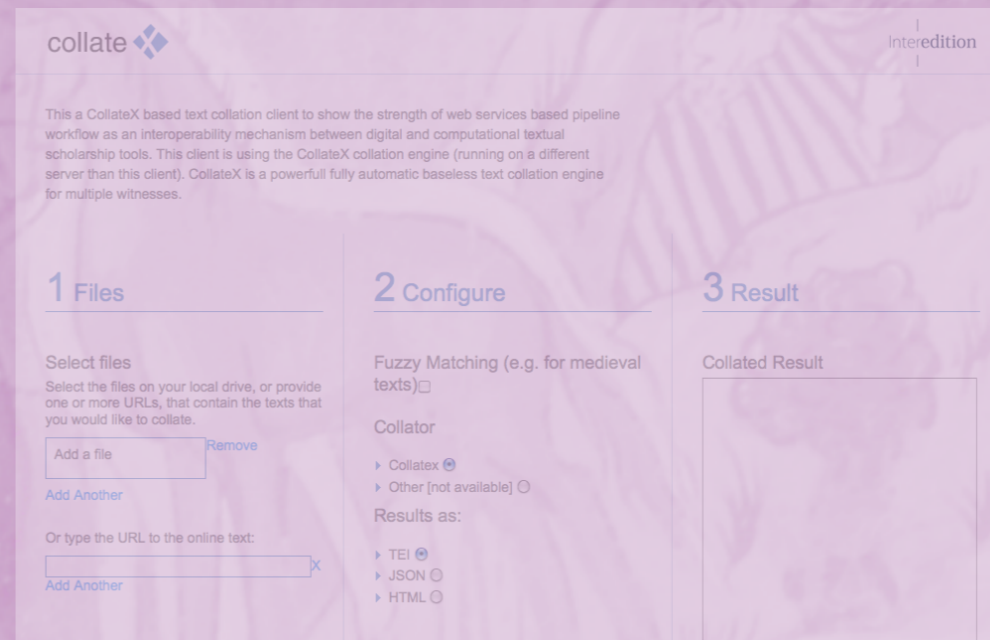 collate
Interedition
This a CollateX based text collation client to show the strength of web services based pipeline
workflow as an interoperability mechanism between digital and computational textual
scholarship tools. This client is using the CollateX collation engine (running on a different
server than this client). CollateX is a powerfull fully automatic baseless text collation engine
for multiple witnesses.
1 Files
Select files
Select the files on your local drive, or provide
one or more URLs, that contain the texts that
you would like to collate.
Add a file
Remove
Add Another
Or type the URL to the online text:
X
Add Another
2 Configure
Fuzzy Matching (e.g. for medieval
texts)
Collator
Collatex
Other [not available]
Results as:
TEI
JSON
HTML
3 Result
Collated Result